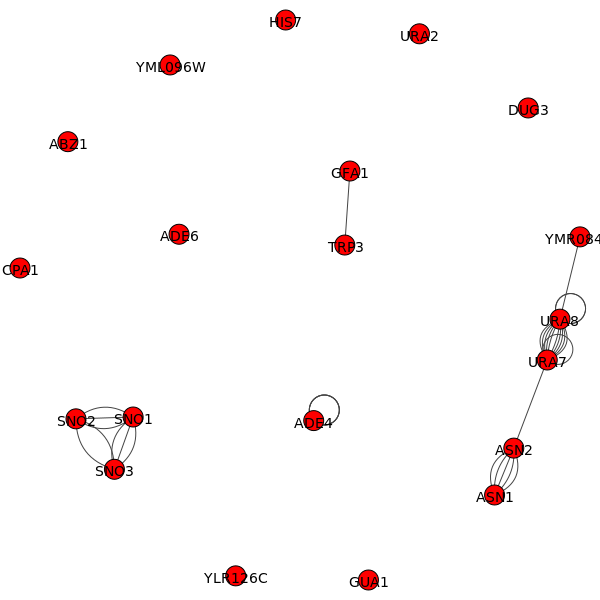 HIS7
URA2
YML096W
DUG3
ABZ1
GFA1
ADE6
YMR084
TRP3
CPA1
URA8
URA7
SNO2
SNO1
ADE4
ASN2
SNO3
ASN1
YLR126C
GUA1